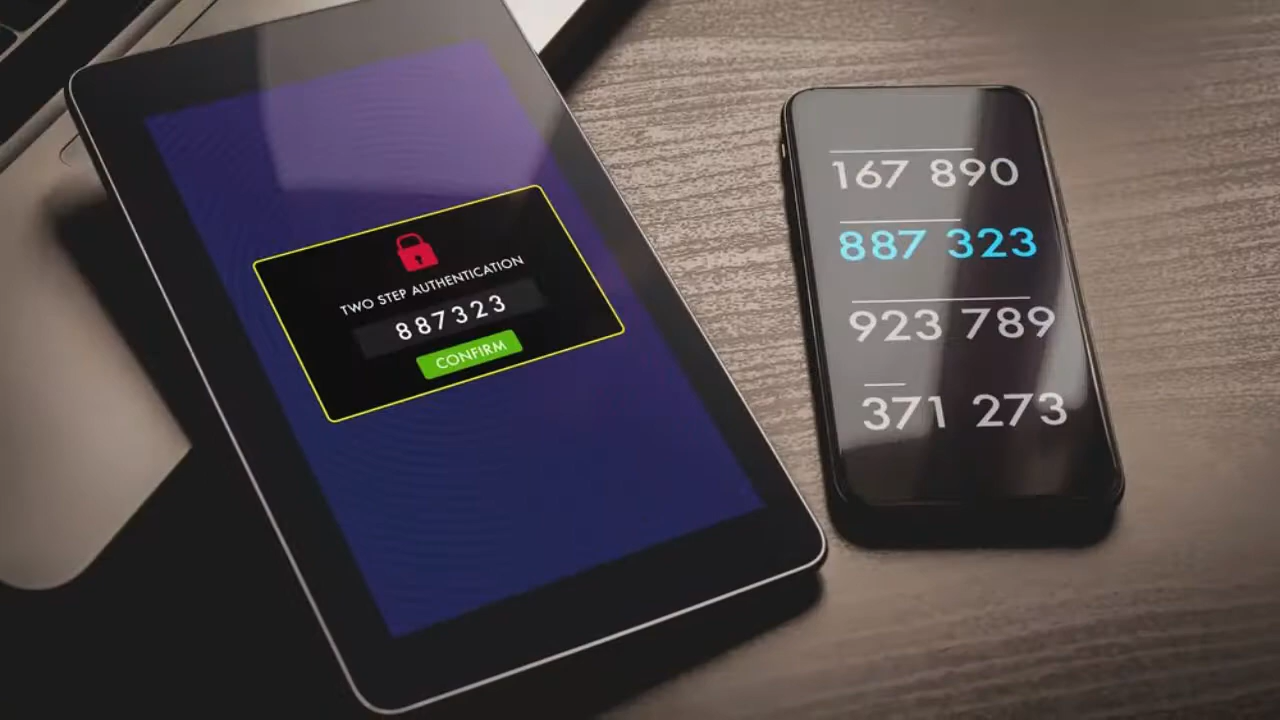 TWO STEP AUTHENTICATION
887323
CONFIRM
167 890
887 323
923 789
371 273